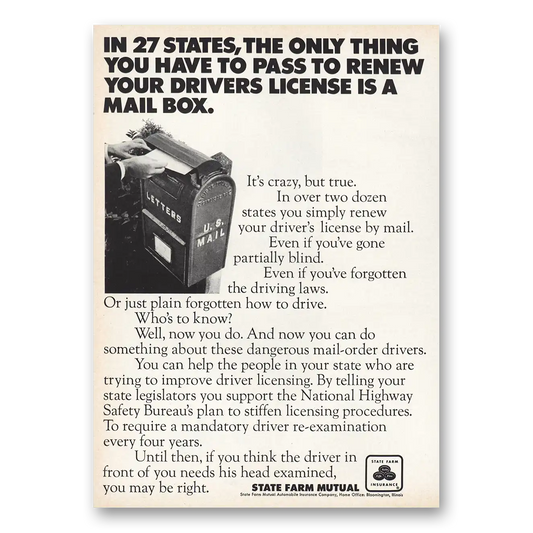 IN 27 STATES, THE ONLY THING
YOU HAVE TO PASS TO RENEW
YOUR DRIVERS LICENSE IS A
MAIL BOX.
LETTERS
U.S.
MAIL
It's crazy, but true.
In over two dozen
states you simply renew
your driver's license by mail.
Even if you've gone
partially blind.
Even if you've forgotten
the driving laws.
Or just plain forgotten how to drive.
Who's to know?
Well, now you do. And now you can do
something about these dangerous mail-order drivers.
You can help the people in your state who are
trying to improve driver licensing. By telling your
state legislators you support the National Highway
Safety Bureau's plan to stiffen licensing procedures.
To require a mandatory driver re-examination
every four years.
Until then, if you think the driver in
front of you needs his head examined,
you may be right.
STATE FARM MUTUAL
State Farm Mutual Automobile Insurance Company, Home Office: Bloomington, Illinois
STATE FARM
INSURANCE